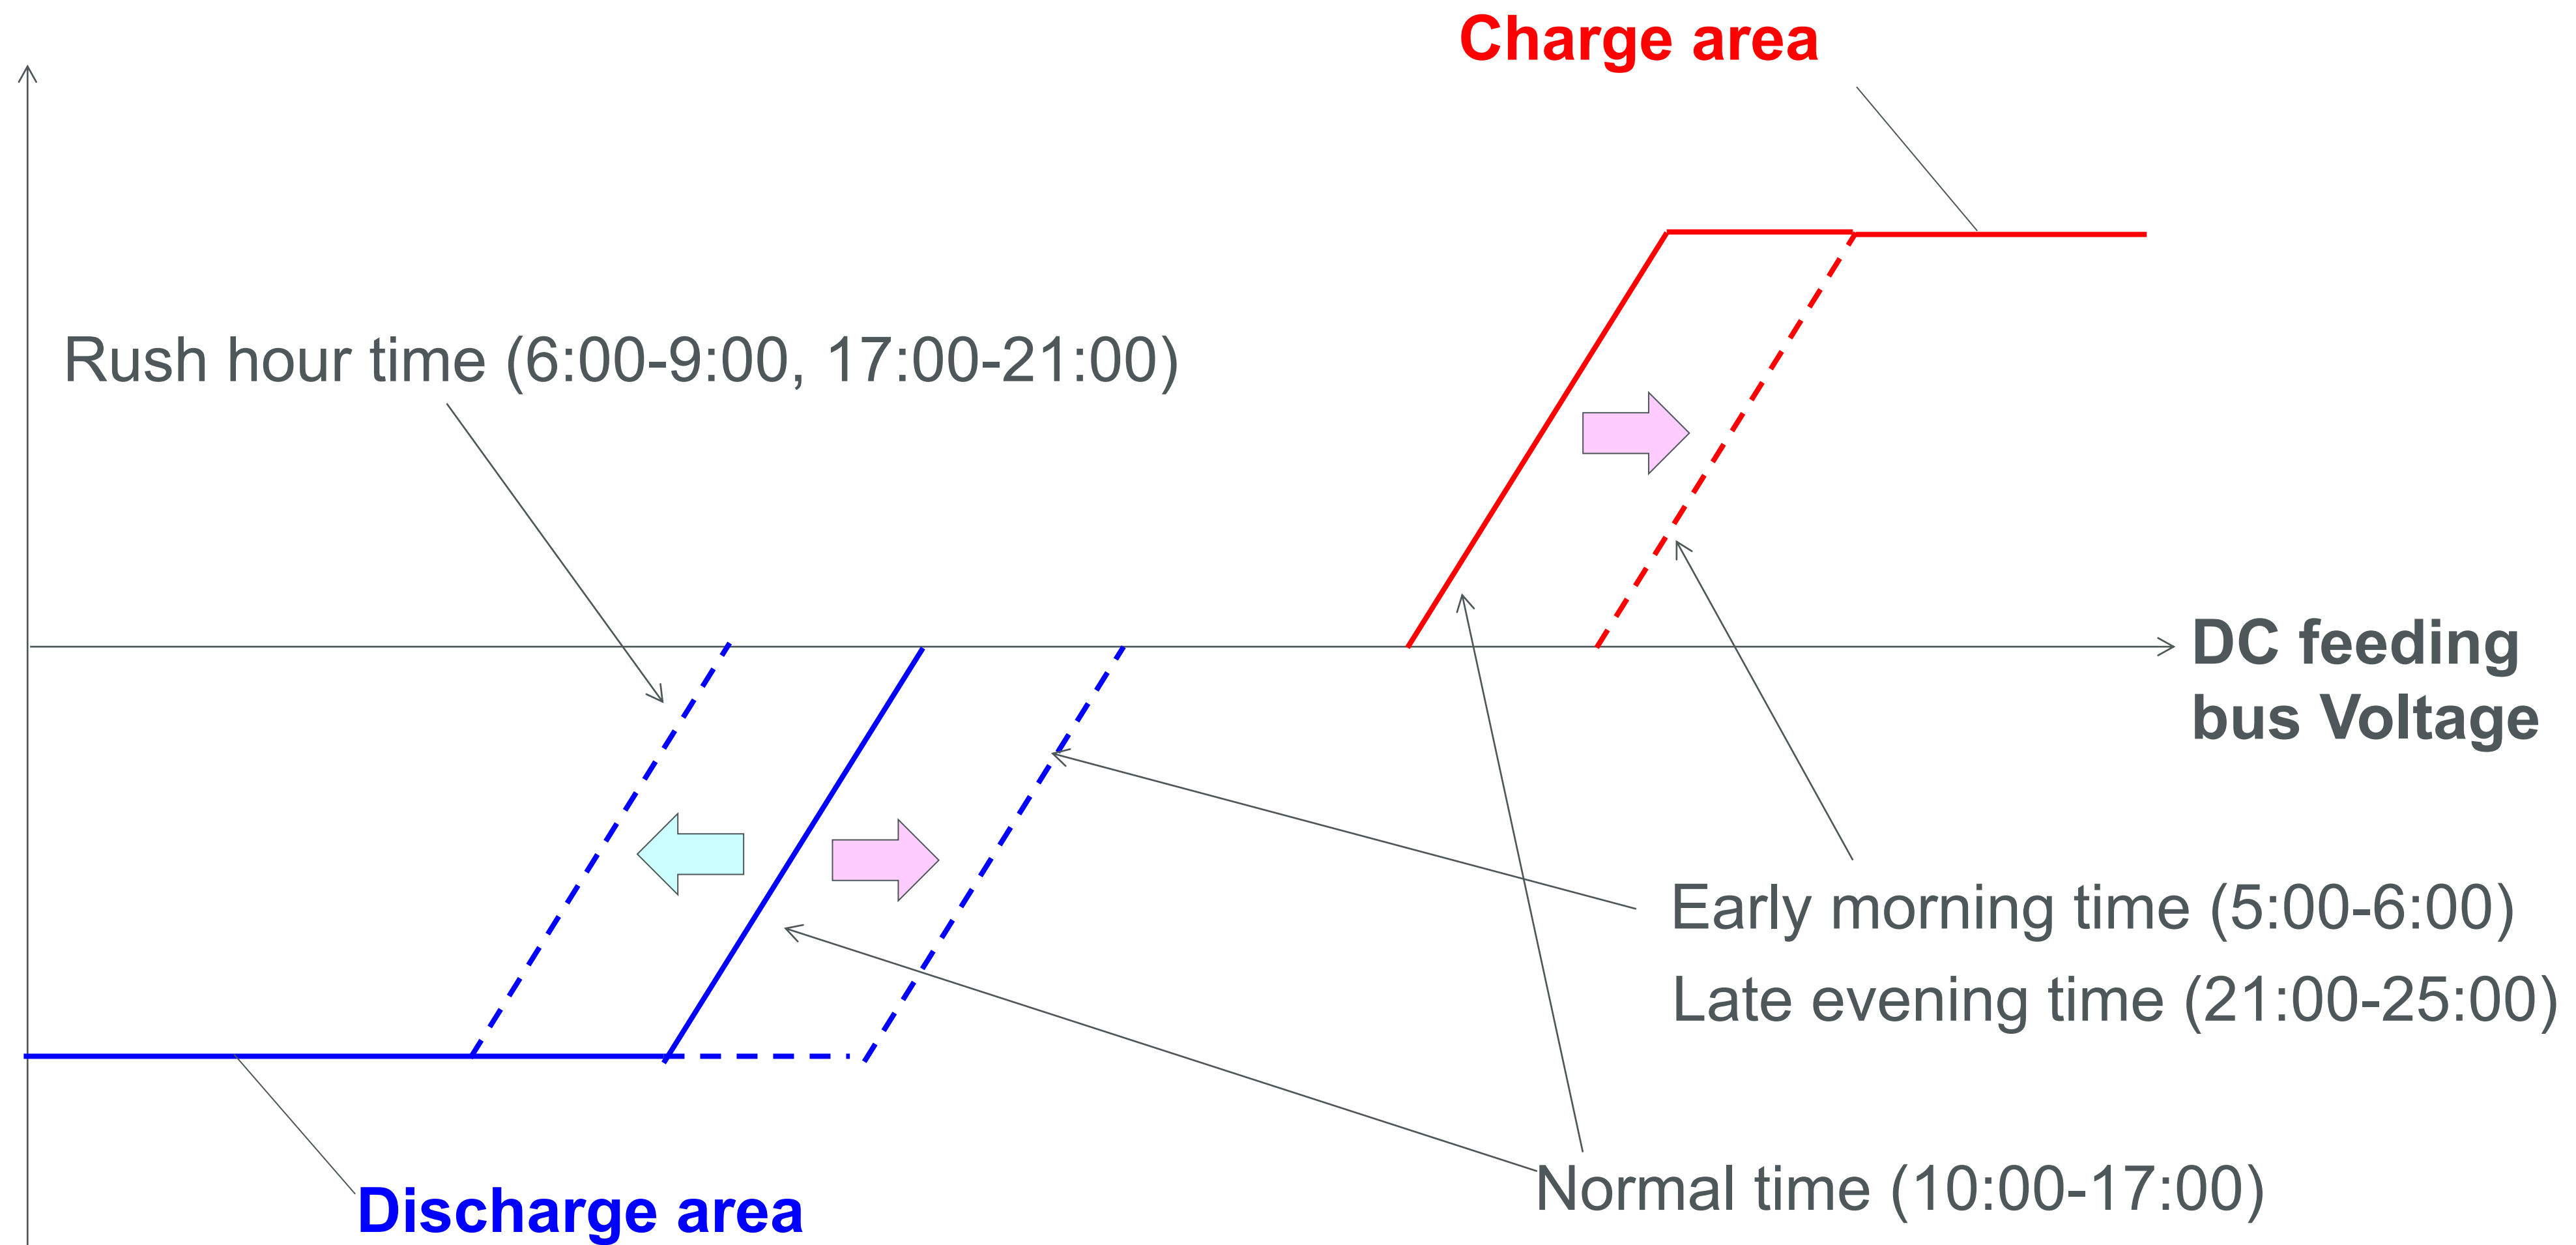 Charge area
Rush hour time (6:00-9:00, 17:00-21:00)
DC feeding
bus Voltage
Early morning time (5:00-6:00)
Late evening time (21:00-25:00)
Normal time (10:00-17:00)
Discharge area